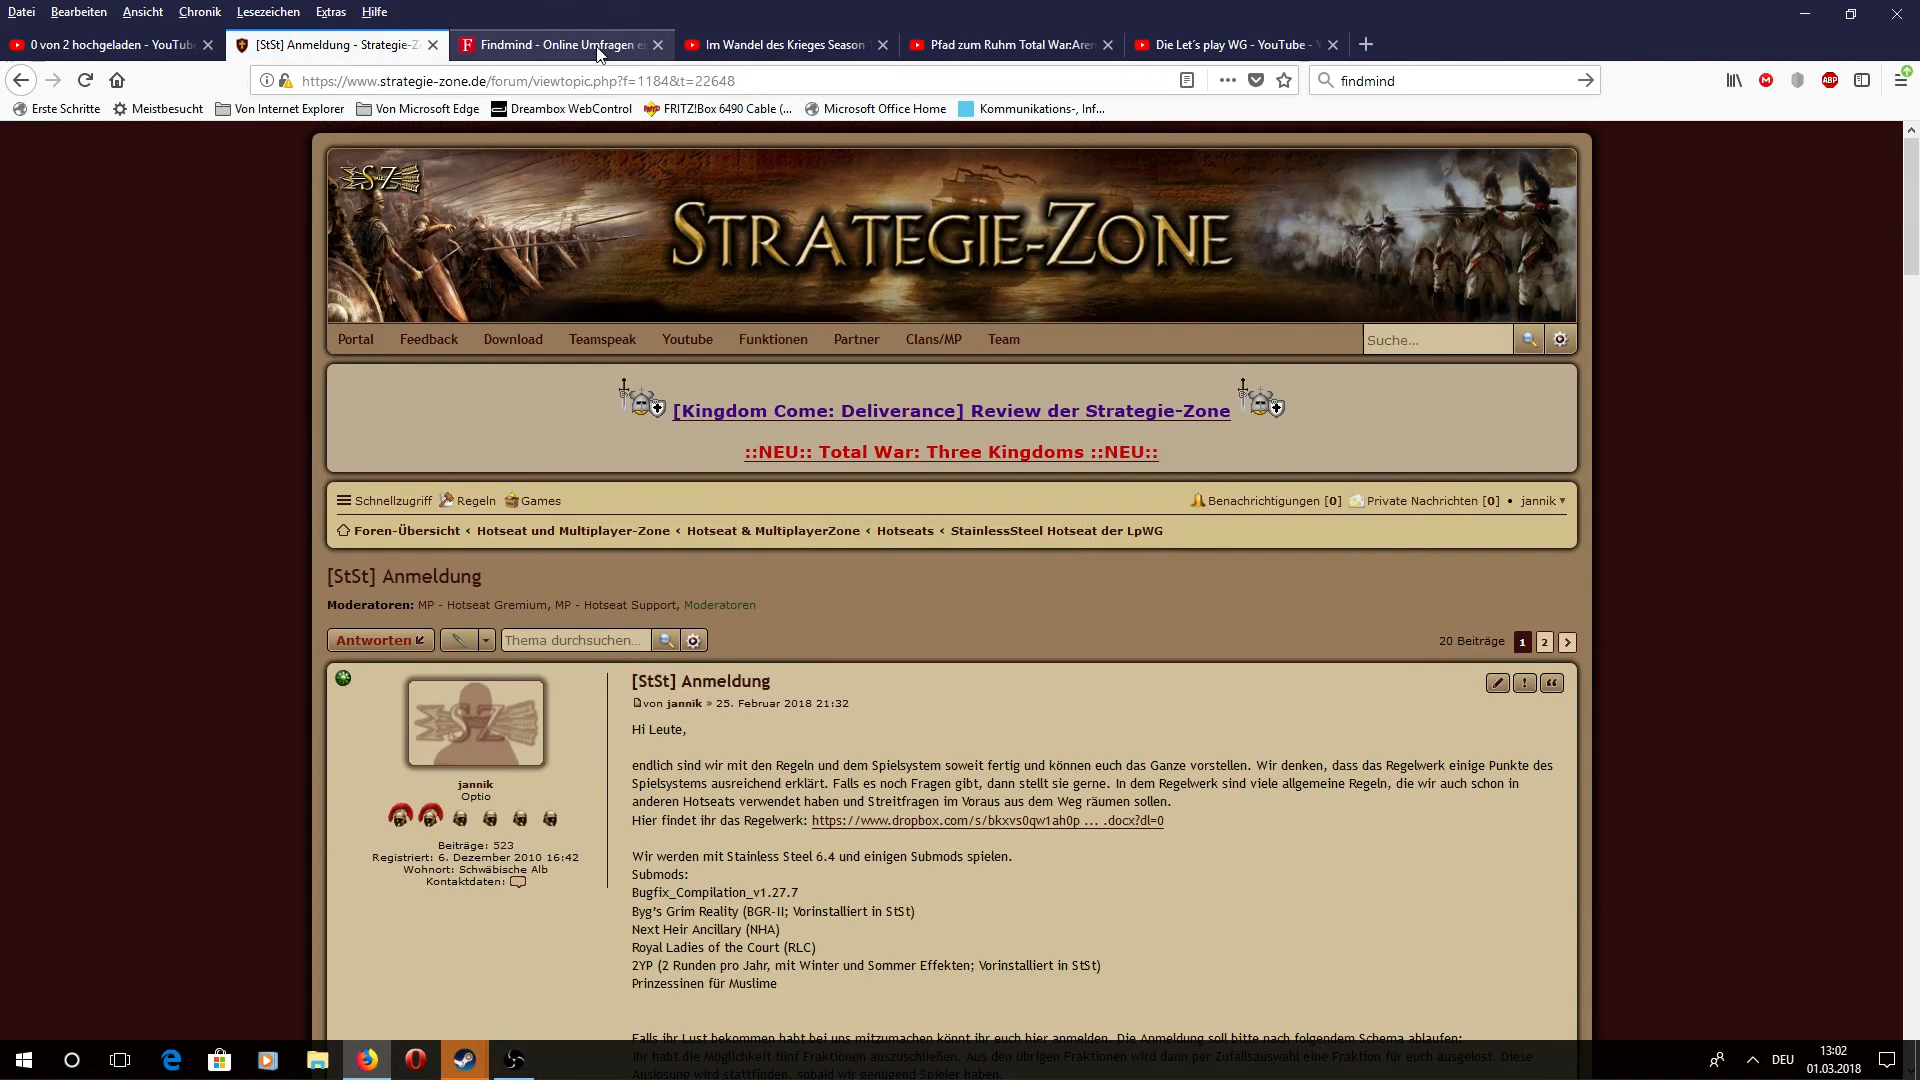 Datei Bearbeiten Ansicht Chronik Lesezeichen Extras Hilfe
0 von 2 hochgeladen - YouTube
[StSt] Anmeldung - Strategie-Z
Findmind - Online Umfragen e
Im Wandel des Krieges Season
Pfad zum Ruhm Total War:Aren
Die Let's play WG - YouTube -
https://www.strategie-zone.de/forum/viewtopic.php?f=1184&t=22648
findmind
ABP
Erste Schritte Meistbesucht Von Internet Explorer Von Microsoft Edge Dreambox WebControl FRITZ!Box 6490 Cable (... Microsoft Office Home Kommunikations-, Inf...
SZ
STRATEGIE-ZONE
Portal Feedback Download Teamspeak Youtube Funktionen Partner Clans/MP Team
Suche...
[Kingdom Come: Deliverance] Review der Strategie-Zone
::NEU:: Total War: Three Kingdoms ::NEU::
Schnellzugriff Regeln Games
Benachrichtigungen [0] Private Nachrichten [0] • jannik
Foren-Übersicht ‹ Hotseat und Multiplayer-Zone ‹ Hotseat & MultiplayerZone ‹ Hotseats ‹ StainlessSteel Hotseat der LpWG
[StSt] Anmeldung
Moderatoren: MP - Hotseat Gremium, MP - Hotseat Support, Moderatoren
Antworten
Thema durchsuchen...
20 Beiträge 1 2
SZ
jannik
Optio
Beiträge: 523
Registriert: 6. Dezember 2010 16:42
Wohnort: Schwäbische Alb
Kontaktdaten:
[StSt] Anmeldung
von jannik » 25. Februar 2018 21:32
Hi Leute,
endlich sind wir mit den Regeln und dem Spielsystem soweit fertig und können euch das Ganze vorstellen. Wir denken, dass das Regelwerk einige Punkte des
Spielsystems ausreichend erklärt. Falls es noch Fragen gibt, dann stellt sie gerne. In dem Regelwerk sind viele allgemeine Regeln, die wir auch schon in
anderen Hotseats verwendet haben und Streitfragen im Voraus aus dem Weg räumen sollen.
Hier findet ihr das Regelwerk: https://www.dropbox.com/s/bkxvs0qw1ah0p ... .docx?dl=0
Wir werden mit Stainless Steel 6.4 und einigen Submods spielen.
Submods:
Bugfix_Compilation_v1.27.7
Byg's Grim Reality (BGR-II; Vorinstalliert in StSt)
Next Heir Ancillary (NHA)
Royal Ladies of the Court (RLC)
2YP (2 Runden pro Jahr, mit Winter und Sommer Effekten; Vorinstalliert in StSt)
Prinzessinen für Muslime
Falls ihr Lust bekommen habt bei uns mitzumachen könnt ihr euch hier anmelden. Die Anmeldung soll bitte nach folgendem Schema ablaufen:
Ihr habt die Möglichkeit fünf Fraktionen auszuschließen. Aus den übrigen Fraktionen wird dann per Zufallsauswahl eine Fraktion für euch ausgelost. Diese
Auslosung wird stattfinden, sobald wir genügend Spieler haben.
DEU
13:02
01.03.2018